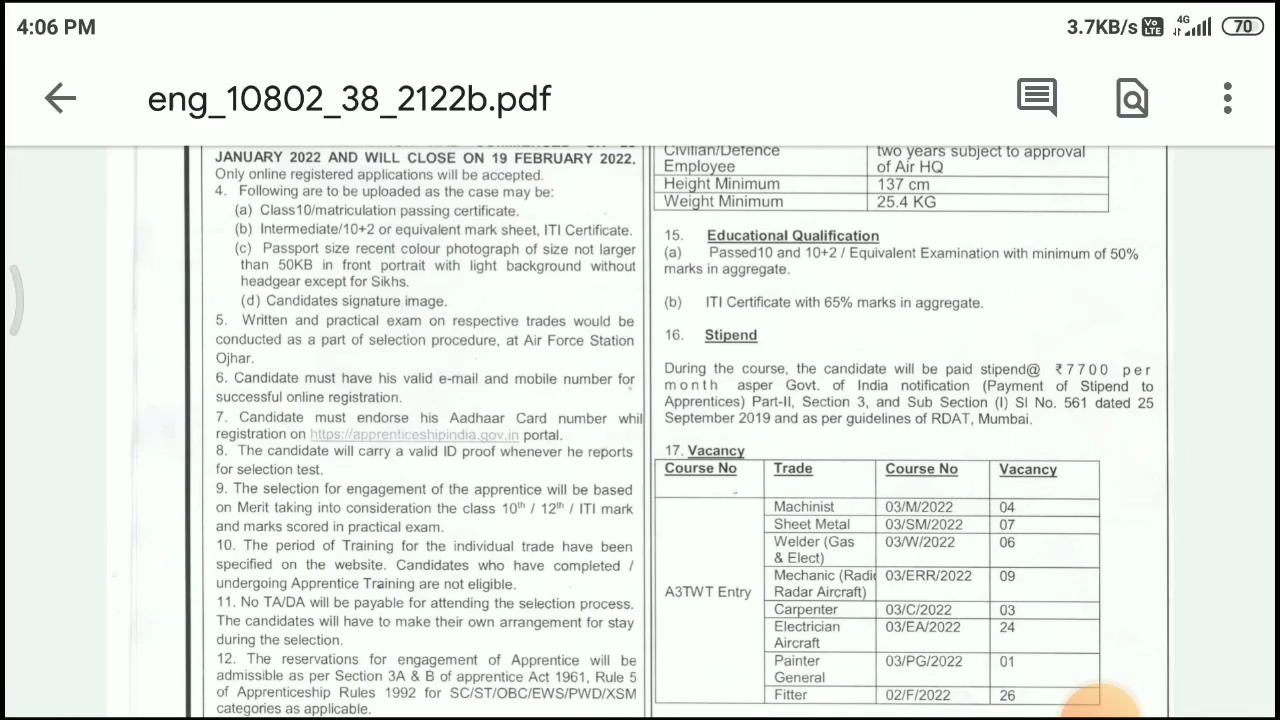 4:06 PM
3.7KB/s Vo LTE 4G 70
eng_10802_38_2122b.pdf
JANUARY 2022 AND WILL CLOSE ON 19 FEBRUARY 2022.
Only online registered applications will be accepted.
4. Following are to be uploaded as the case may be:
(a) Class10/matriculation passing certificate.
(b) Intermediate/10+2 or equivalent mark sheet, ITI Certificate.
(c) Passport size recent colour photograph of size not larger
than 50KB in front portrait with light background without
headgear except for Sikhs.
(d) Candidates signature image.
5. Written and practical exam on respective trades would be
conducted as a part of selection procedure, at Air Force Station
Ojhar.
6. Candidate must have his valid e-mail and mobile number for
successful online registration.
7. Candidate must endorse his Aadhaar Card number whil
registration on https://apprenticeshipindia.gov.in portal.
8. The candidate will carry a valid ID proof whenever he reports
for selection test.
9. The selection for engagement of the apprentice will be based
on Merit taking into consideration the class 10th / 12th / ITI mark
and marks scored in practical exam.
10. The period of Training for the individual trade have been
specified on the website. Candidates who have completed /
undergoing Apprentice Training are not eligible.
11. No TA/DA will be payable for attending the selection process.
The candidates will have to make their own arrangement for stay
during the selection.
12. The reservations for engagement of Apprentice will be
admissible as per Section 3A & B of apprentice Act 1961, Rule 5
of Apprenticeship Rules 1992 for SC/ST/OBC/EWS/PWD/XSM
categories as applicable.
Civilian/Defence two years subject to approval
Employee of Air HQ
Height Minimum 137 cm
Weight Minimum 25.4 KG
15. Educational Qualification
(a) Passed10 and 10+2 / Equivalent Examination with minimum of 50%
marks in aggregate.
(b) ITI Certificate with 65% marks in aggregate.
16. Stipend
During the course, the candidate will be paid stipend@ ₹7700 per
month asper Govt. of India notification (Payment of Stipend to
Apprentices) Part-II, Section 3, and Sub Section (I) SI No. 561 dated 25
September 2019 and as per guidelines of RDAT, Mumbai.
17. Vacancy
Course No Trade Course No Vacancy
A3TWT Entry
Machinist 03/M/2022 04
Sheet Metal 03/SM/2022 07
Welder (Gas 03/W/2022 06
& Elect)
Mechanic (Radi 03/ERR/2022 09
Radar Aircraft)
Carpenter 03/C/2022 03
Electrician 03/EA/2022 24
Aircraft
Painter 03/PG/2022 01
General
Fitter 02/F/2022 26